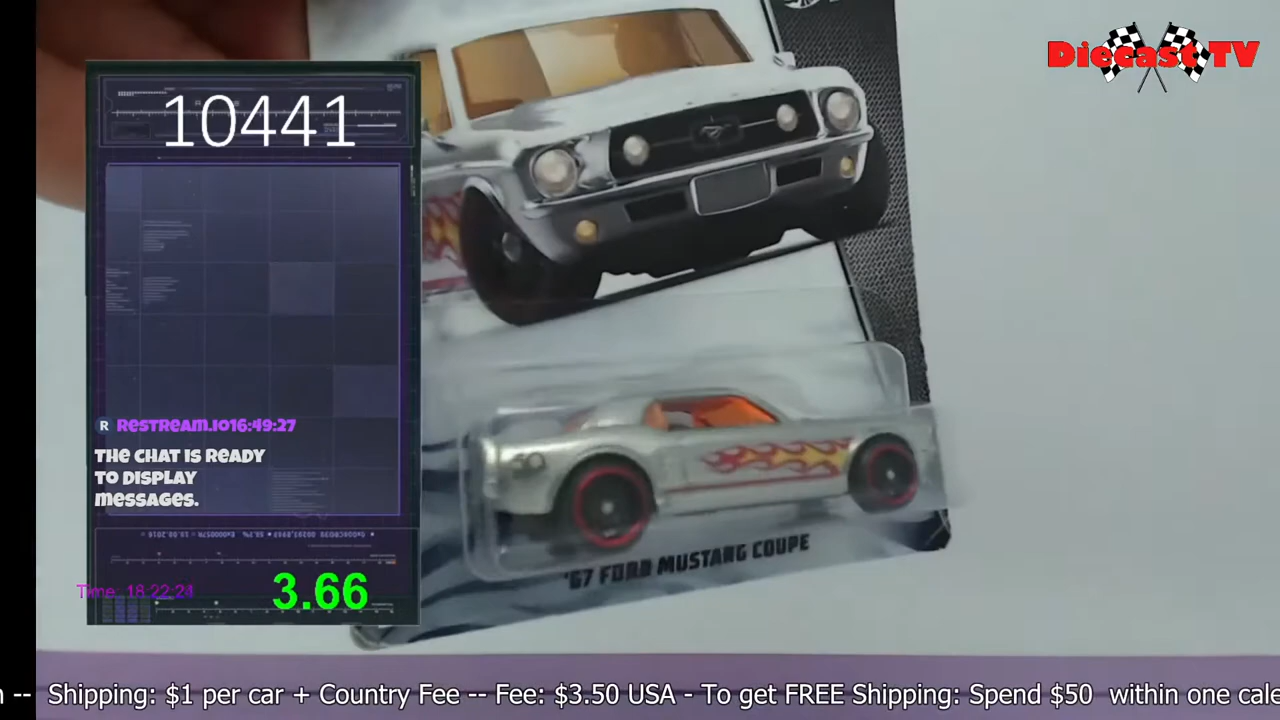 Diecast TV
10441
R Restream.io 16:49:27
THE CHAT IS READY
TO DISPLAY
MESSAGES.
Time: 18:22:24
3.66
'67 FORD MUSTANG COUPE
-- Shipping: $1 per car + Country Fee -- Fee: $3.50 USA - To get FREE Shipping: Spend $50 within one cale